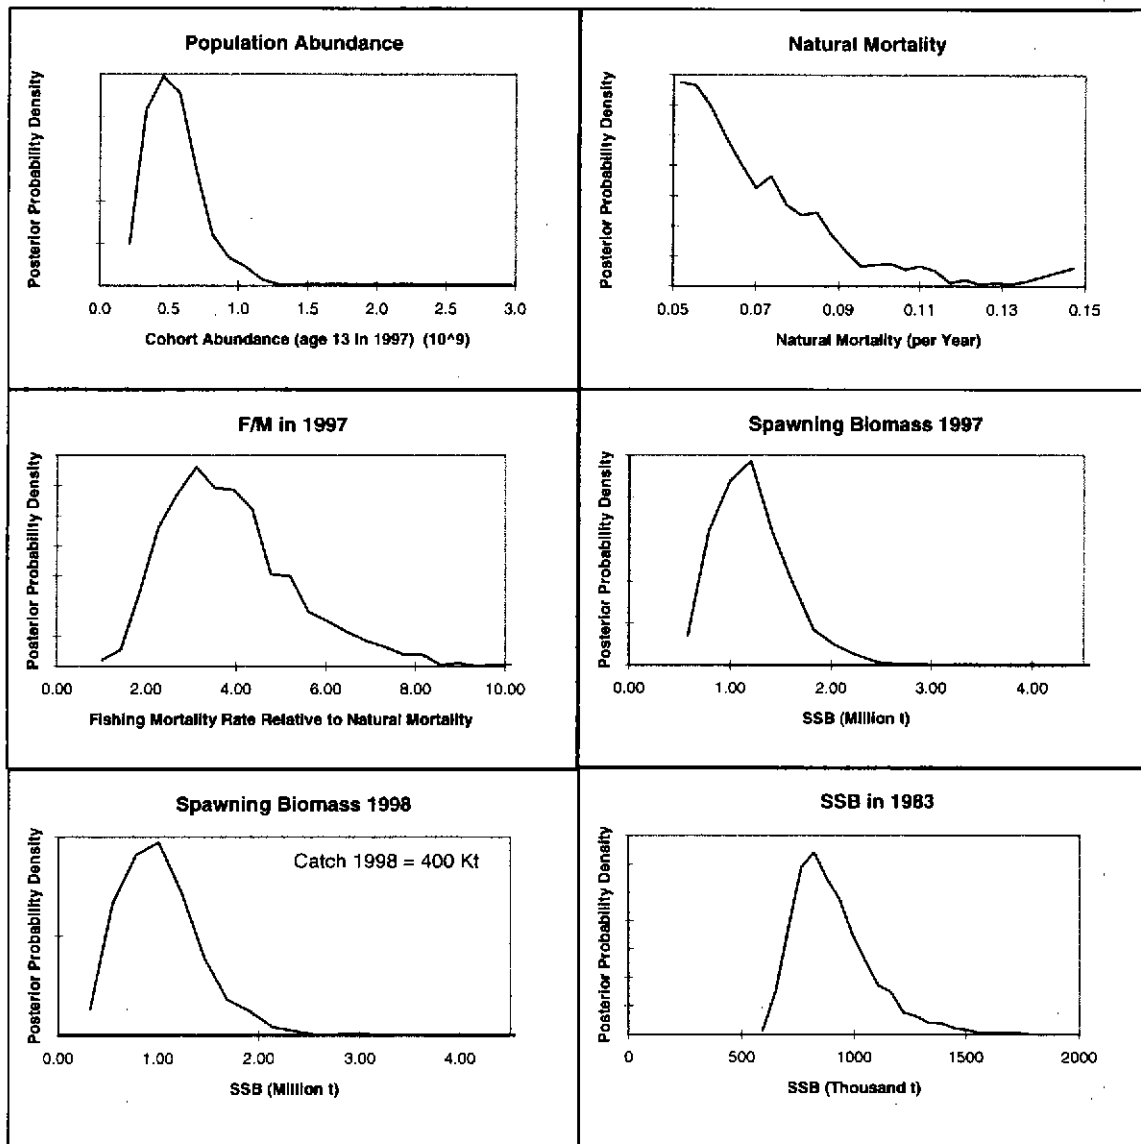 Population Abundance
Posterior Probability Density
0.0 0.5 1.0 1.5 2.0 2.5 3.0
Cohort Abundance (age 13 in 1997) (10^9)
Natural Mortality
Posterior Probability Density
0.05 0.07 0.09 0.11 0.13 0.15
Natural Mortality (per Year)
F/M in 1997
Posterior Probability Density
0.00 2.00 4.00 6.00 8.00 10.00
Fishing Mortality Rate Relative to Natural Mortality
Spawning Biomass 1997
Posterior Probability Density
0.00 1.00 2.00 3.00 4.00
SSB (Million t)
Spawning Biomass 1998
Catch 1998 = 400 Kt
Posterior Probability Density
0.00 1.00 2.00 3.00 4.00
SSB (Million t)
SSB in 1983
Posterior Probability Density
0 500 1000 1500 2000
SSB (Thousand t)